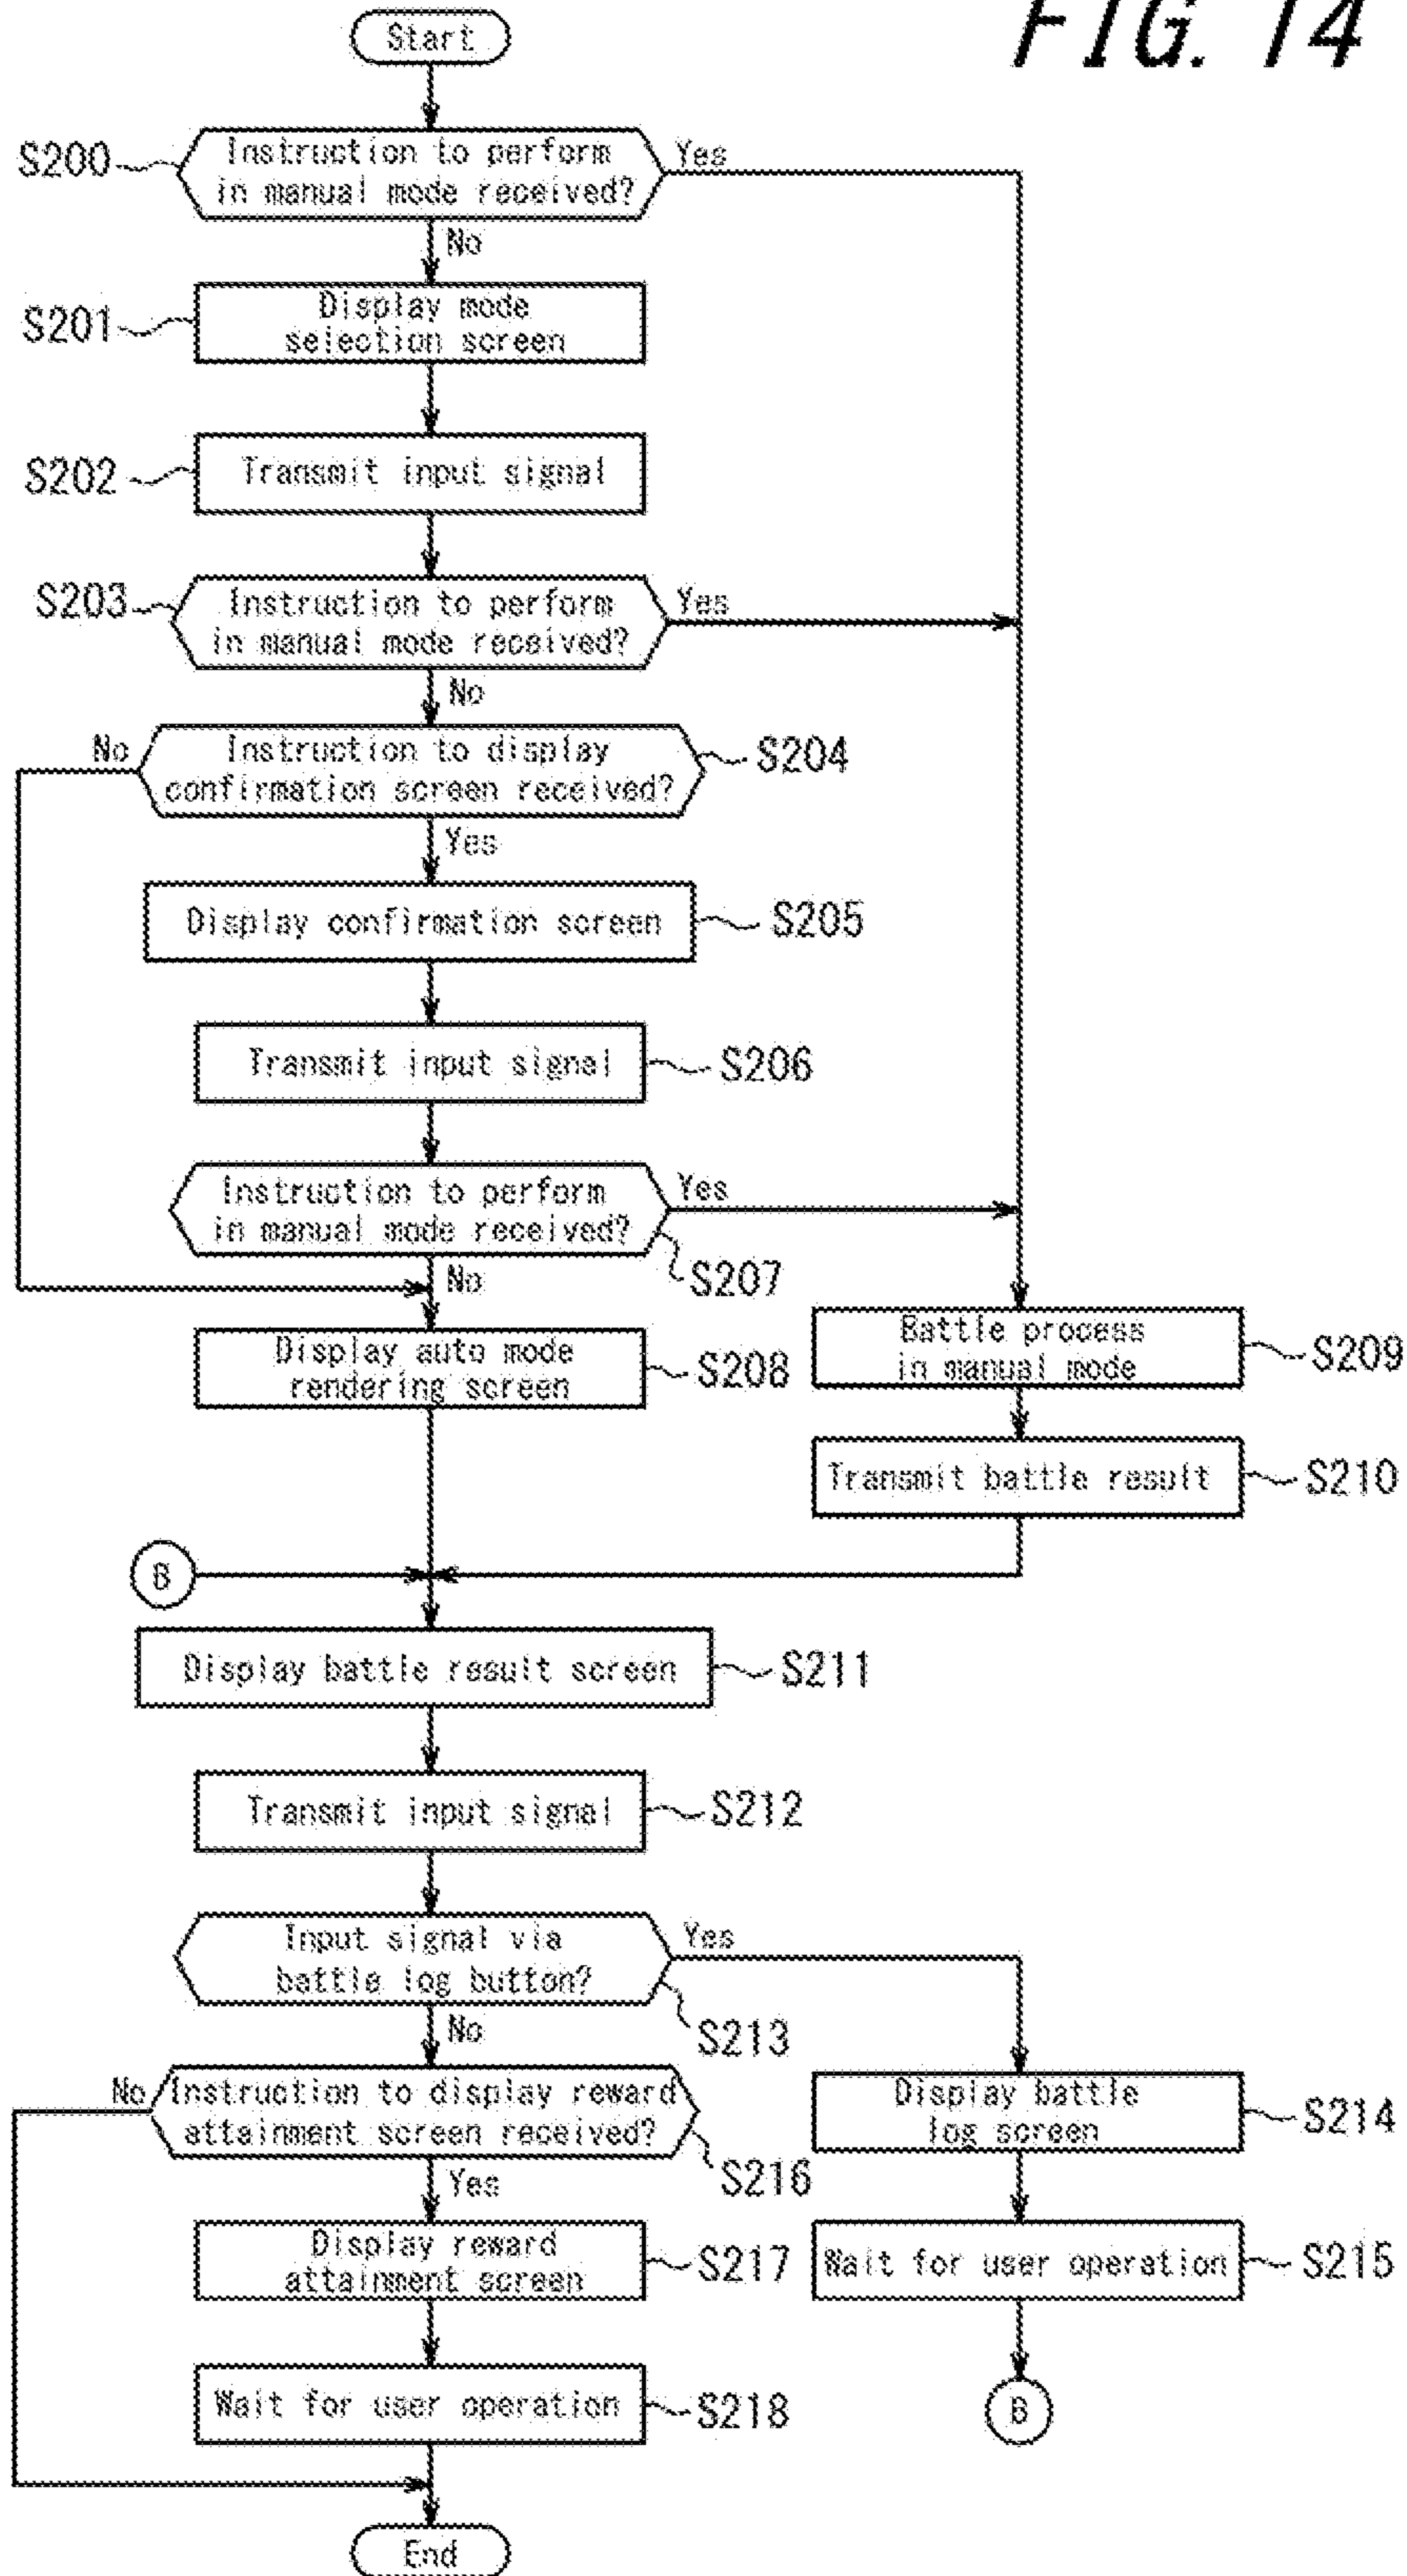 FIG. 14
Start
S200
Instruction to perform
in manual mode received?
Yes
No
S201
Display mode
selection screen
S202
Transmit input signal
S203
Instruction to perform
in manual mode received?
Yes
No
No
Instruction to display
confirmation screen received?
S204
Yes
Display confirmation screen
S205
Transmit input signal
S206
Instruction to perform
in manual mode received?
Yes
S207
No
Display auto mode
rendering screen
S208
Battle process
in manual mode
S209
Transmit battle result
S210
B
Display battle result screen
S211
Transmit input signal
S212
Input signal via
battle log button?
Yes
S213
No
No
Instruction to display reward
attainment screen received?
S216
Yes
Display battle
log screen
S214
Display reward
attainment screen
S217
Wait for user operation
S215
Wait for user operation
S218
B
End